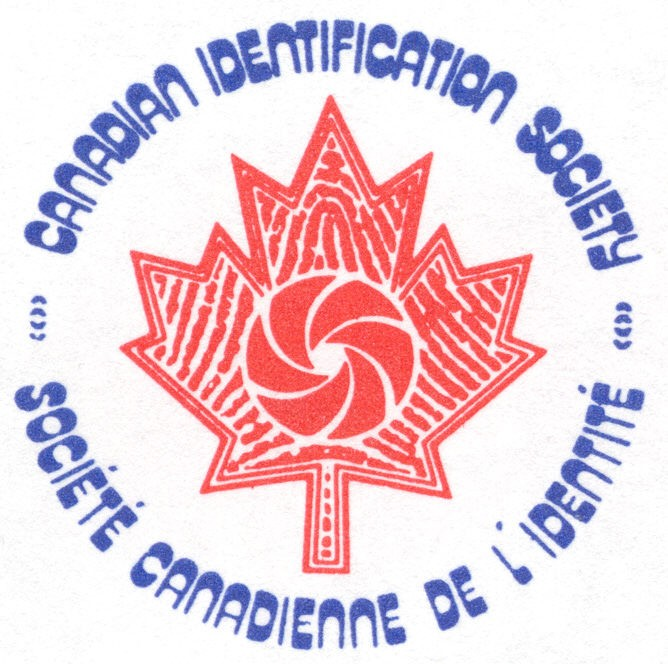 CANADIAN IDENTIFICATION SOCIETY
SOCIÉTÉ CANADIENNE DE L'IDENTITÉ